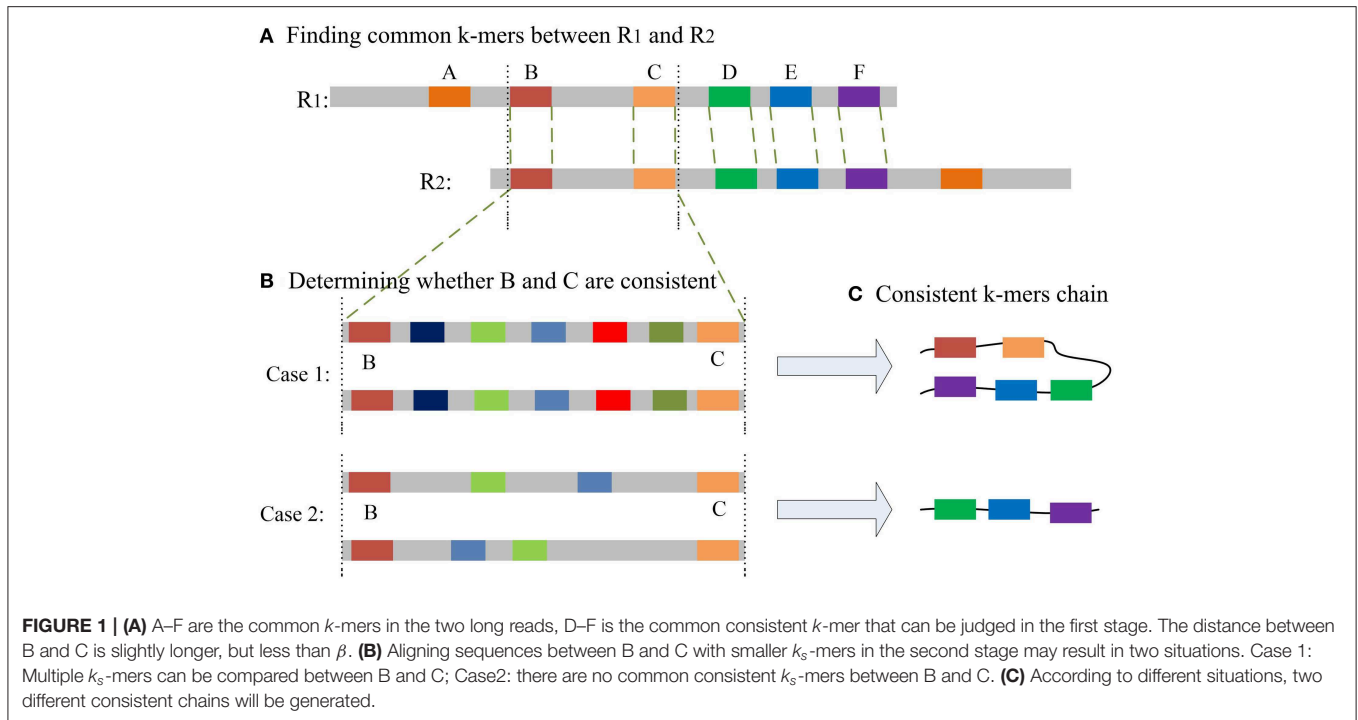 A Finding common k-mers between R1 and R2
A B C D E F
R1:
R2:
B Determining whether B and C are consistent
C Consistent k-mers chain
B C
Case 1:
Case 2:
B C
FIGURE 1 | (A) A–F are the common k-mers in the two long reads, D–F is the common consistent k-mer that can be judged in the first stage. The distance between
B and C is slightly longer, but less than β. (B) Aligning sequences between B and C with smaller ks-mers in the second stage may result in two situations. Case 1:
Multiple ks-mers can be compared between B and C; Case2: there are no common consistent ks-mers between B and C. (C) According to different situations, two
different consistent chains will be generated.